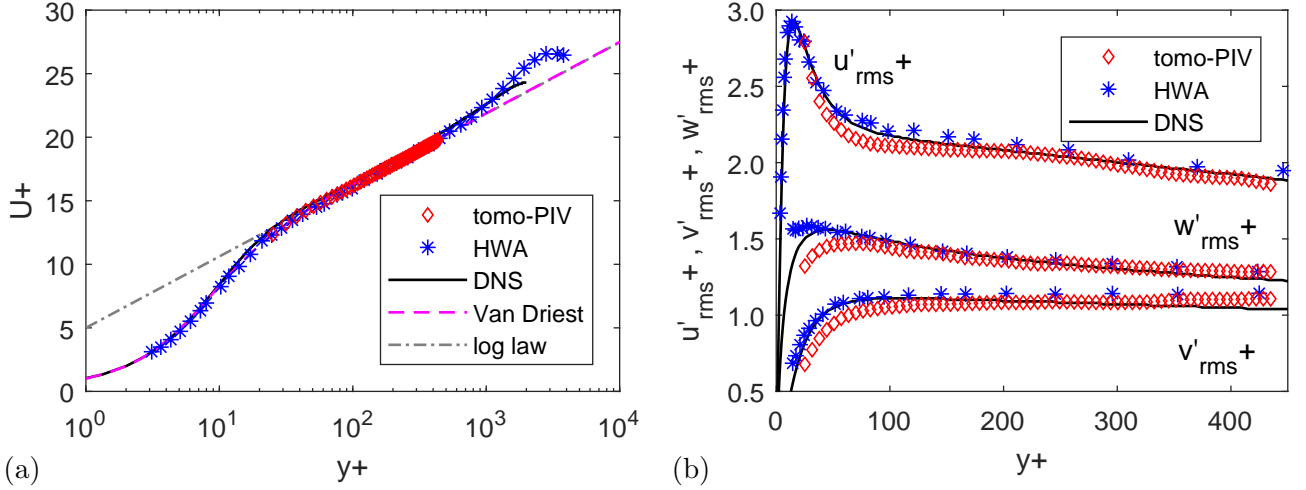 30
25
20
15
10
5
0
U+
tomo-PIV
HWA
DNS
Van Driest
log law
10^0
10^1
10^2
10^3
10^4
y+
(a)
3.0
2.5
2.0
1.5
1.0
0.5
u'rms+ , v'rms+ , w'rms+
u'rms+
tomo-PIV
HWA
DNS
w'rms+
v'rms+
0
100
200
300
400
y+
(b)